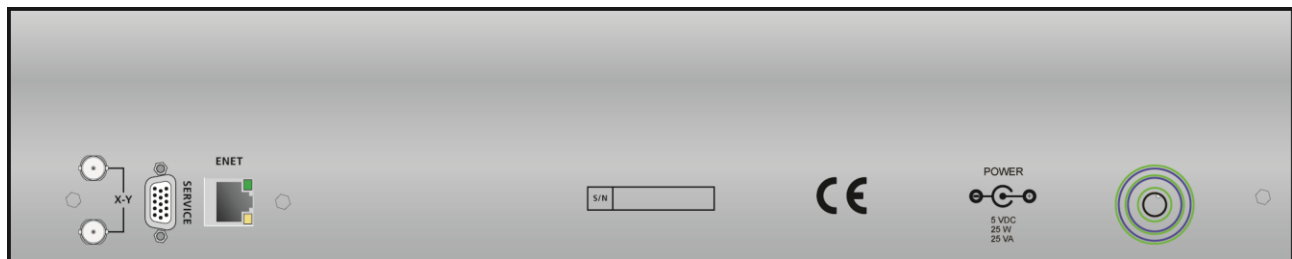 ENET
X-Y
SERVICE
S/N
CE
POWER
5 VDC
25 W
25 VA